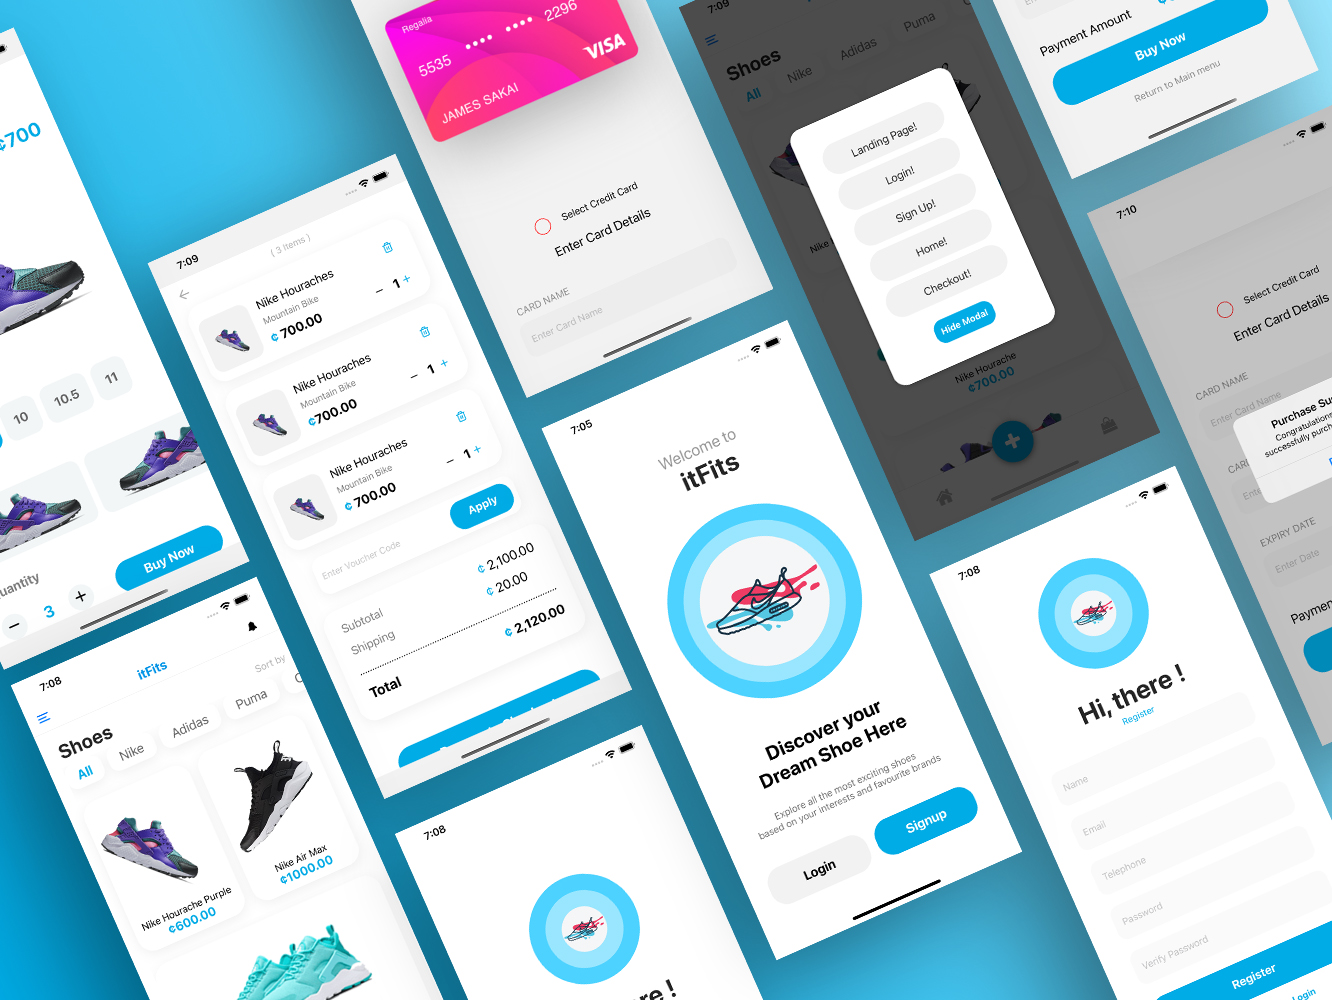 ¢700
10
10.5
11
uantity
3
Buy Now
7:08
itFits
Sort by
Shoes
All
Nike
Adidas
Puma
Nike Hourache Purple
¢600.00
Nike Air Max
¢1000.00
7:09
( 3 Items )
Nike Houraches
Mountain Bike
¢ 700.00
1
Nike Houraches
Mountain Bike
¢700.00
1
Nike Houraches
Mountain Bike
¢ 700.00
1
Enter Voucher Code
Apply
Subtotal
¢ 2,100.00
Shipping
¢ 20.00
Total
¢ 2,120.00
7:08
re !
Regalia
5535 •••• •••• 2296
JAMES SAKAI
VISA
Select Credit Card
Enter Card Details
CARD NAME
Enter Card Name
7:05
Welcome to
itFits
Discover your
Dream Shoe Here
Explore all the most exciting shoes
based on your interests and favourite brands
Login
Signup
7:09
Shoes
All
Nike
Adidas
Puma
Landing Page!
Login!
Sign Up!
Home!
Checkout!
Hide Modal
Nike
Nike Hourache
¢700.00
7:08
Hi, there !
Register
Name
Email
Telephone
Password
Verify Password
Register
Login
Payment Amount
Buy Now
Return to Main menu
7:10
Select Credit Card
Enter Card Details
CARD NAME
Enter Card Name
Purchase Su
Congratulations
successfully purch
CAR
EXPIRY DATE
Enter Date
Paymen